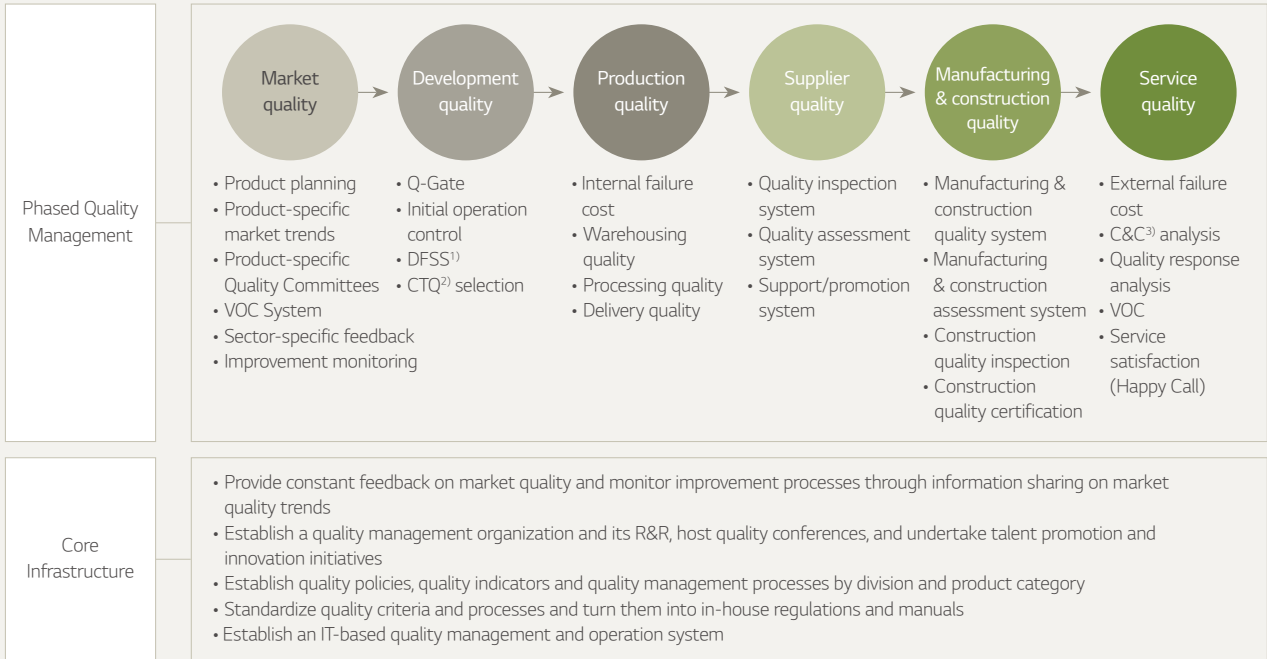 Phased Quality
Management
Market
quality
Development
quality
Production
quality
Supplier
quality
Manufacturing
& construction
quality
Service
quality
• Product planning
• Product-specific
market trends
• Product-specific
Quality Committees
• VOC System
• Sector-specific feedback
• Improvement monitoring
• Q-Gate
• Initial operation
control
• DFSS1)
• CTQ2) selection
• Internal failure
cost
• Warehousing
quality
• Processing quality
• Delivery quality
• Quality inspection
system
• Quality assessment
system
• Support/promotion
system
• Manufacturing &
construction
quality system
• Manufacturing
& construction
assessment system
• Construction
quality inspection
• Construction
quality certification
• External failure
cost
• C&C3) analysis
• Quality response
analysis
• VOC
• Service
satisfaction
(Happy Call)
Core
Infrastructure
• Provide constant feedback on market quality and monitor improvement processes through information sharing on market
quality trends
• Establish a quality management organization and its R&R, host quality conferences, and undertake talent promotion and
innovation initiatives
• Establish quality policies, quality indicators and quality management processes by division and product category
• Standardize quality criteria and processes and turn them into in-house regulations and manuals
• Establish an IT-based quality management and operation system